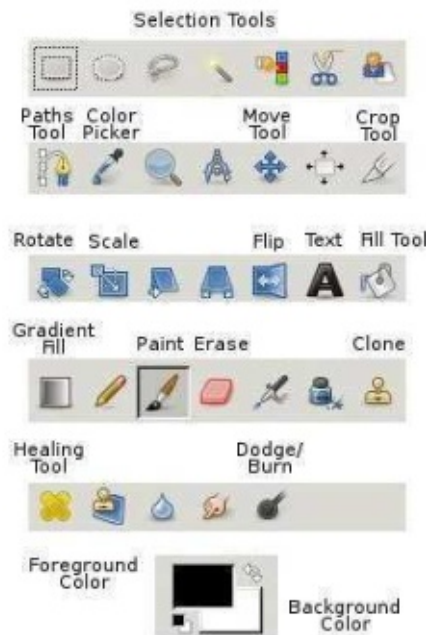 Selection Tools
Paths Color Move Crop
Tool Picker Tool Tool
Rotate Scale Flip Text Fill Tool
Gradient
Fill Paint Erase Clone
Healing Dodge/
Tool Burn
Foreground
Color
Background
Color